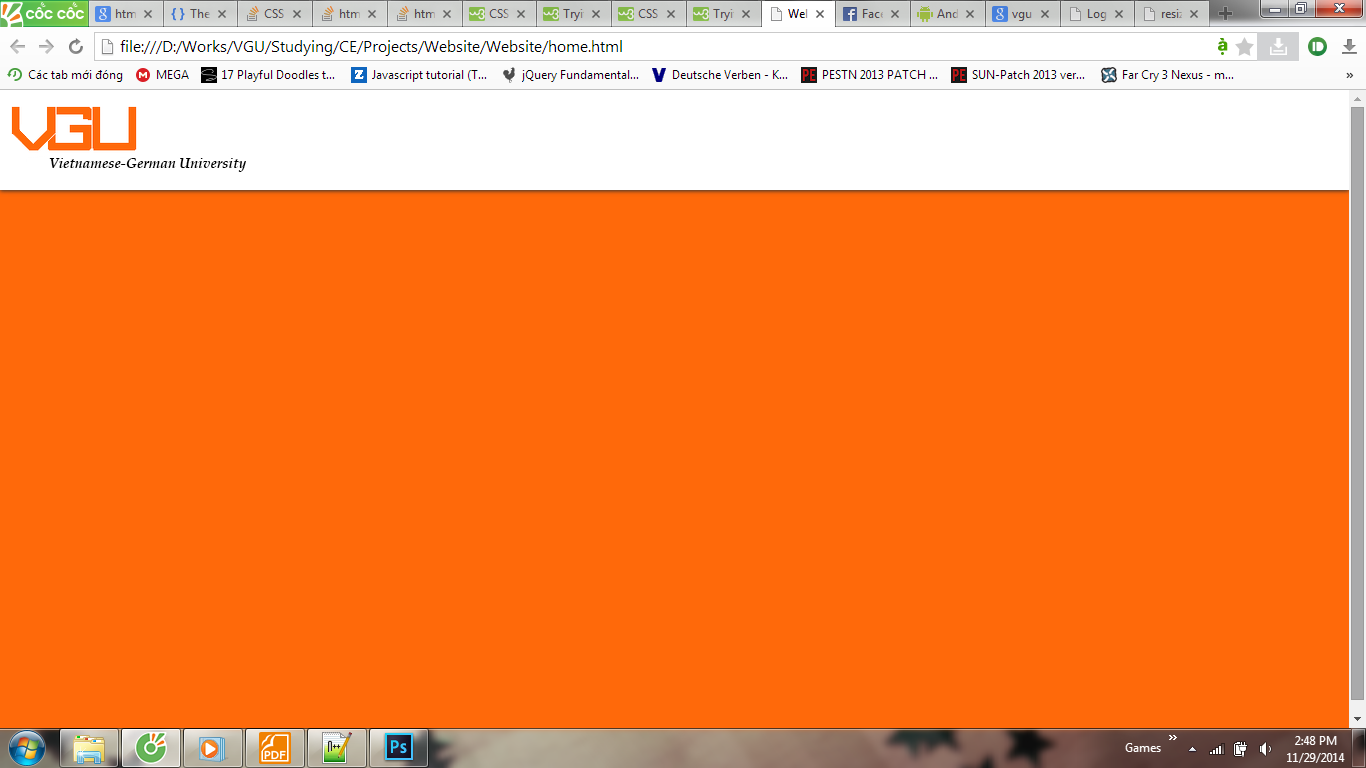 cốc cốc htm The CSS htm htm CSS Tryi CSS Tryi Wel Face And vgu Log resi
file:///D:/Works/VGU/Studying/CE/Projects/Website/Website/home.html ạ
Các tab mới đóng MEGA 17 Playful Doodles t... Javascript tutorial (T... jQuery Fundamental... Deutsche Verben - K... PESTN 2013 PATCH ... SUN-Patch 2013 ver... Far Cry 3 Nexus - m... »
VGU
Vietnamese-German University
PDF Ps Games 2:48 PM
11/29/2014